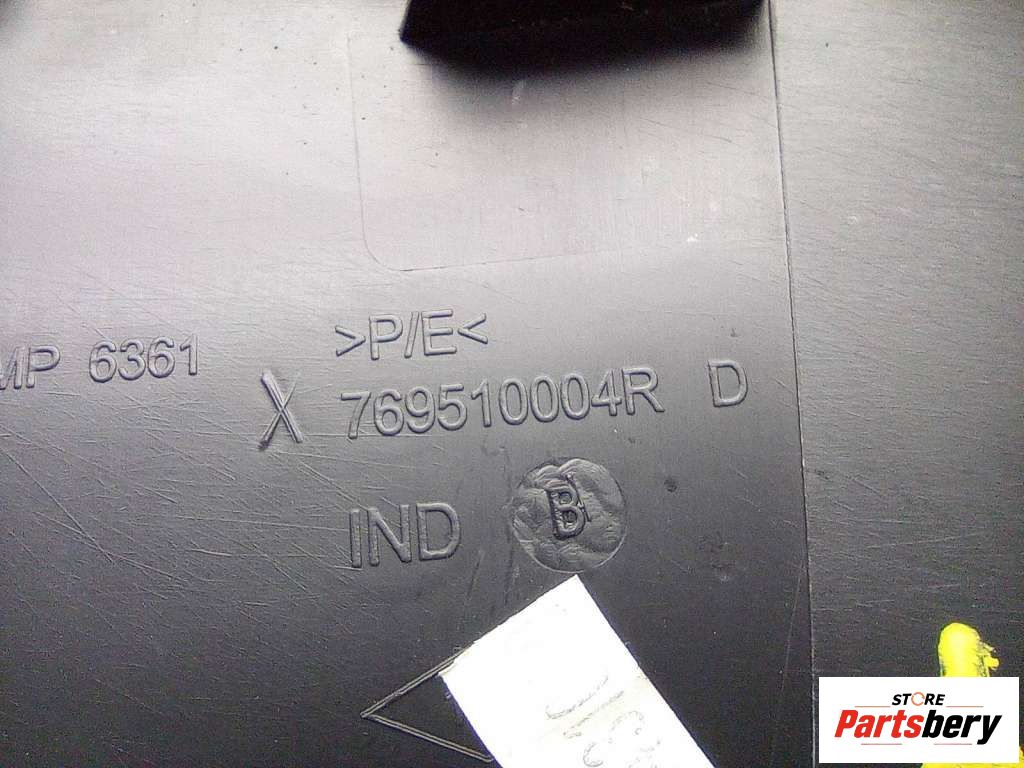 >P/E<
MP 6361
X 769510004R D
IND B
STORE
Partsbery